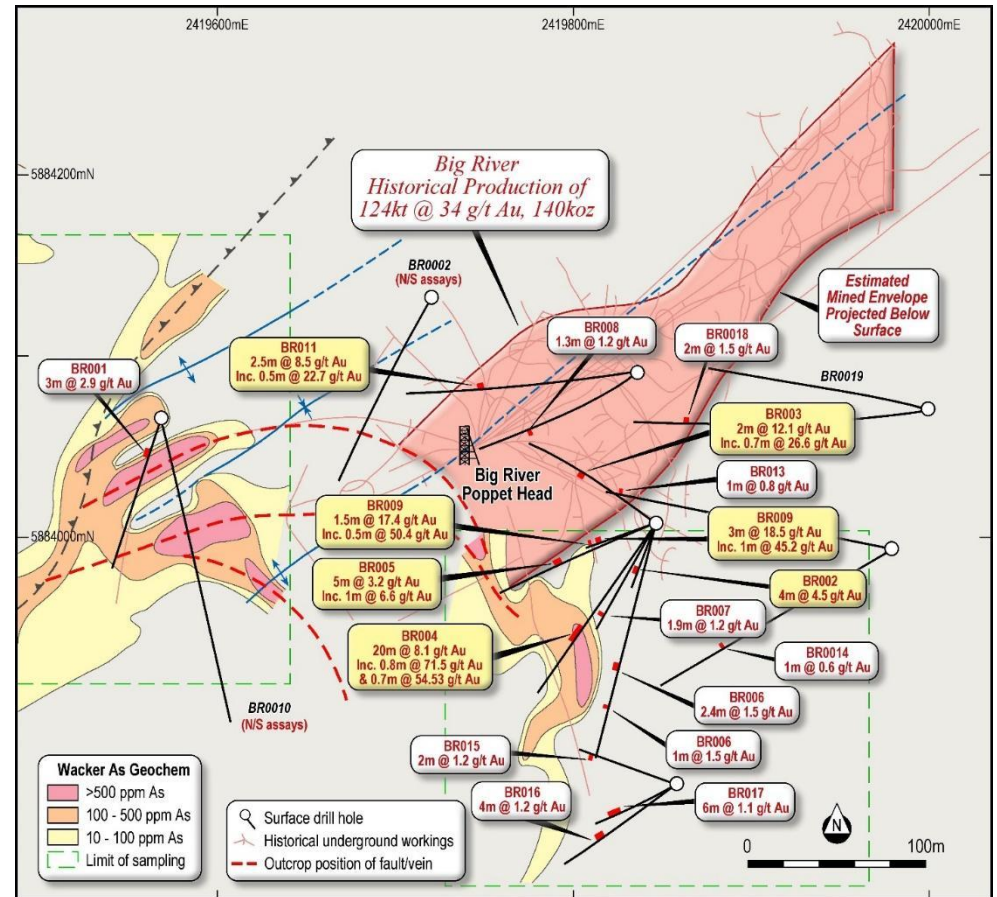 2419600mE
2419800mE
2420000mE
5884200mN
5884000mN
Big River
Historical Production of
124kt @ 34 g/t Au, 140koz
Estimated
Mined Envelope
Projected Below
Surface
BR0002
(N/S assays)
BR001
3m @ 2.9 g/t Au
BR011
2.5m @ 8.5 g/t Au
Inc. 0.5m @ 22.7 g/t Au
BR008
1.3m @ 1.2 g/t Au
BR0018
2m @ 1.5 g/t Au
BR0019
BR003
2m @ 12.1 g/t Au
Inc. 0.7m @ 26.6 g/t Au
Big River
Poppet Head
BR013
1m @ 0.8 g/t Au
BR009
1.5m @ 17.4 g/t Au
Inc. 0.5m @ 50.4 g/t Au
BR009
3m @ 18.5 g/t Au
Inc. 1m @ 45.2 g/t Au
BR005
5m @ 3.2 g/t Au
Inc. 1m @ 6.6 g/t Au
BR002
4m @ 4.5 g/t Au
BR007
1.9m @ 1.2 g/t Au
BR004
20m @ 8.1 g/t Au
Inc. 0.8m @ 71.5 g/t Au
& 0.7m @ 54.53 g/t Au
BR0014
1m @ 0.6 g/t Au
BR006
2.4m @ 1.5 g/t Au
BR0010
(N/S assays)
BR006
1m @ 1.5 g/t Au
BR015
2m @ 1.2 g/t Au
BR016
4m @ 1.2 g/t Au
BR017
6m @ 1.1 g/t Au
Wacker As Geochem
>500 ppm As
100 - 500 ppm As
10 - 100 ppm As
Limit of sampling
Surface drill hole
Historical underground workings
Outcrop position of fault/vein
N
0
100m